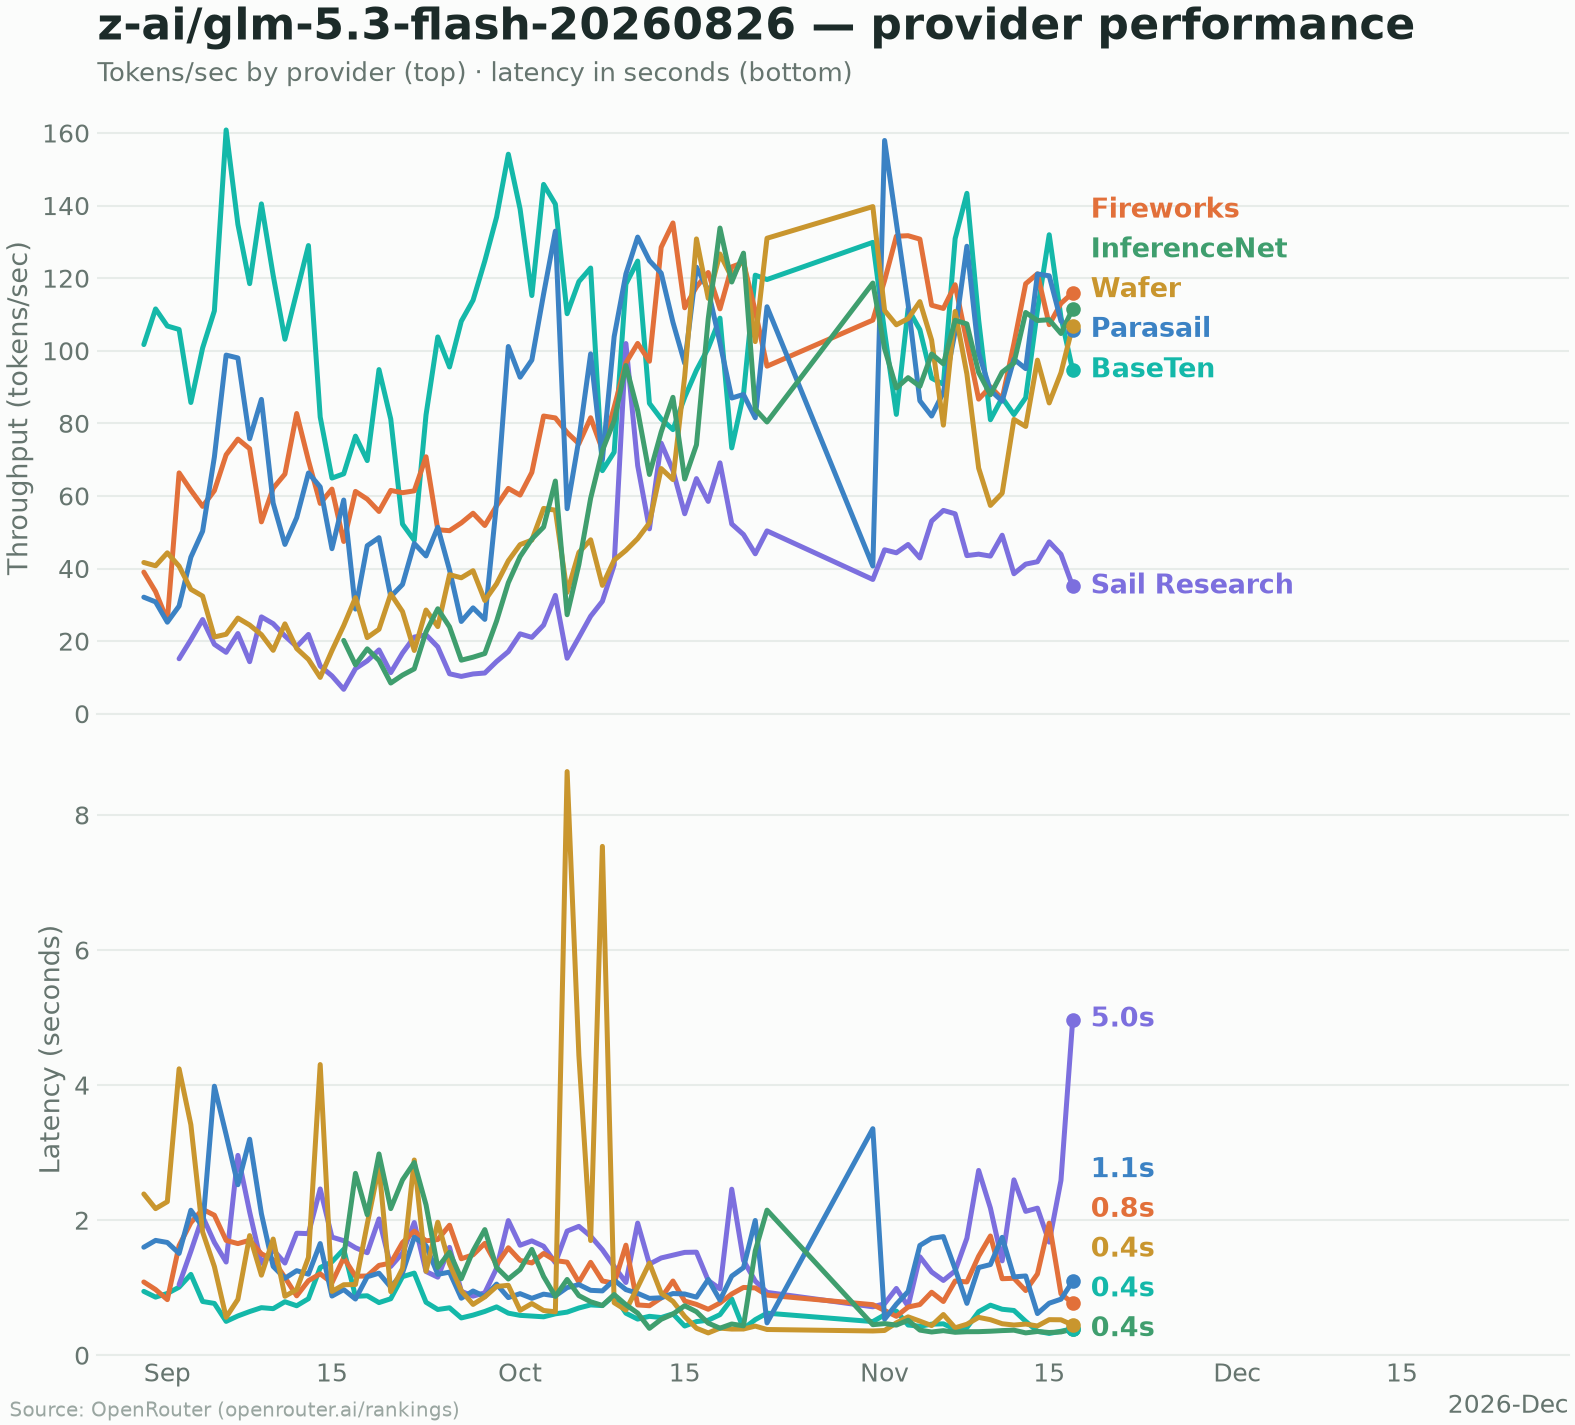 z-ai/glm-5.3-flash-20260826 — provider performance
Tokens/sec by provider (top) · latency in seconds (bottom)
Throughput (tokens/sec)
160
140
120
100
80
60
40
20
0
Fireworks
InferenceNet
Wafer
Parasail
BaseTen
Sail Research
Latency (seconds)
8
6
4
2
0
5.0s
1.1s
0.8s
0.4s
0.4s
0.4s
Sep 15 Oct 15 Nov 15 Dec 15
2026-Dec
Source: OpenRouter (openrouter.ai/rankings)